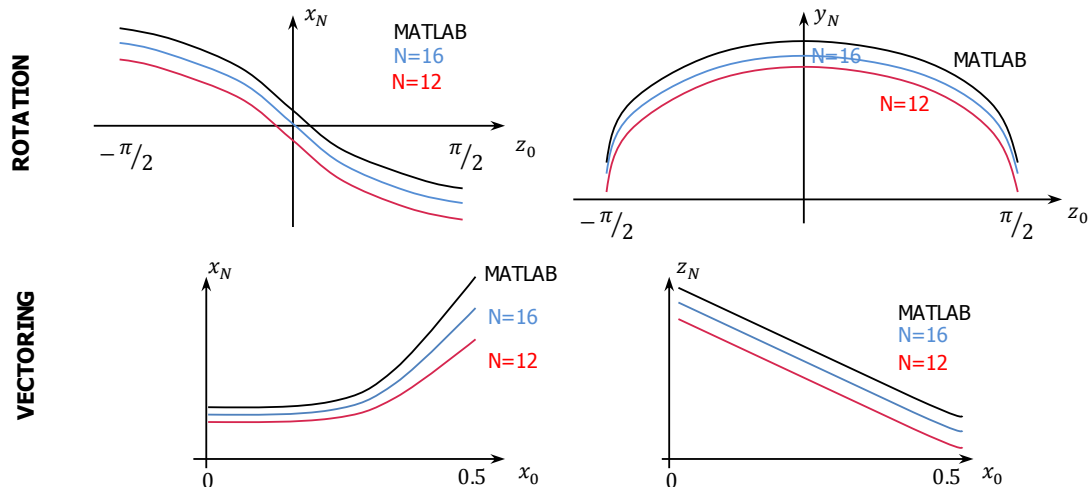 ROTATION
x_N
MATLAB
N=16
N=12
−π/2
π/2
z_0
y_N
N=16
MATLAB
N=12
−π/2
π/2
z_0
VECTORING
x_N
MATLAB
N=16
N=12
0
0.5
x_0
z_N
MATLAB
N=16
N=12
0
0.5
x_0